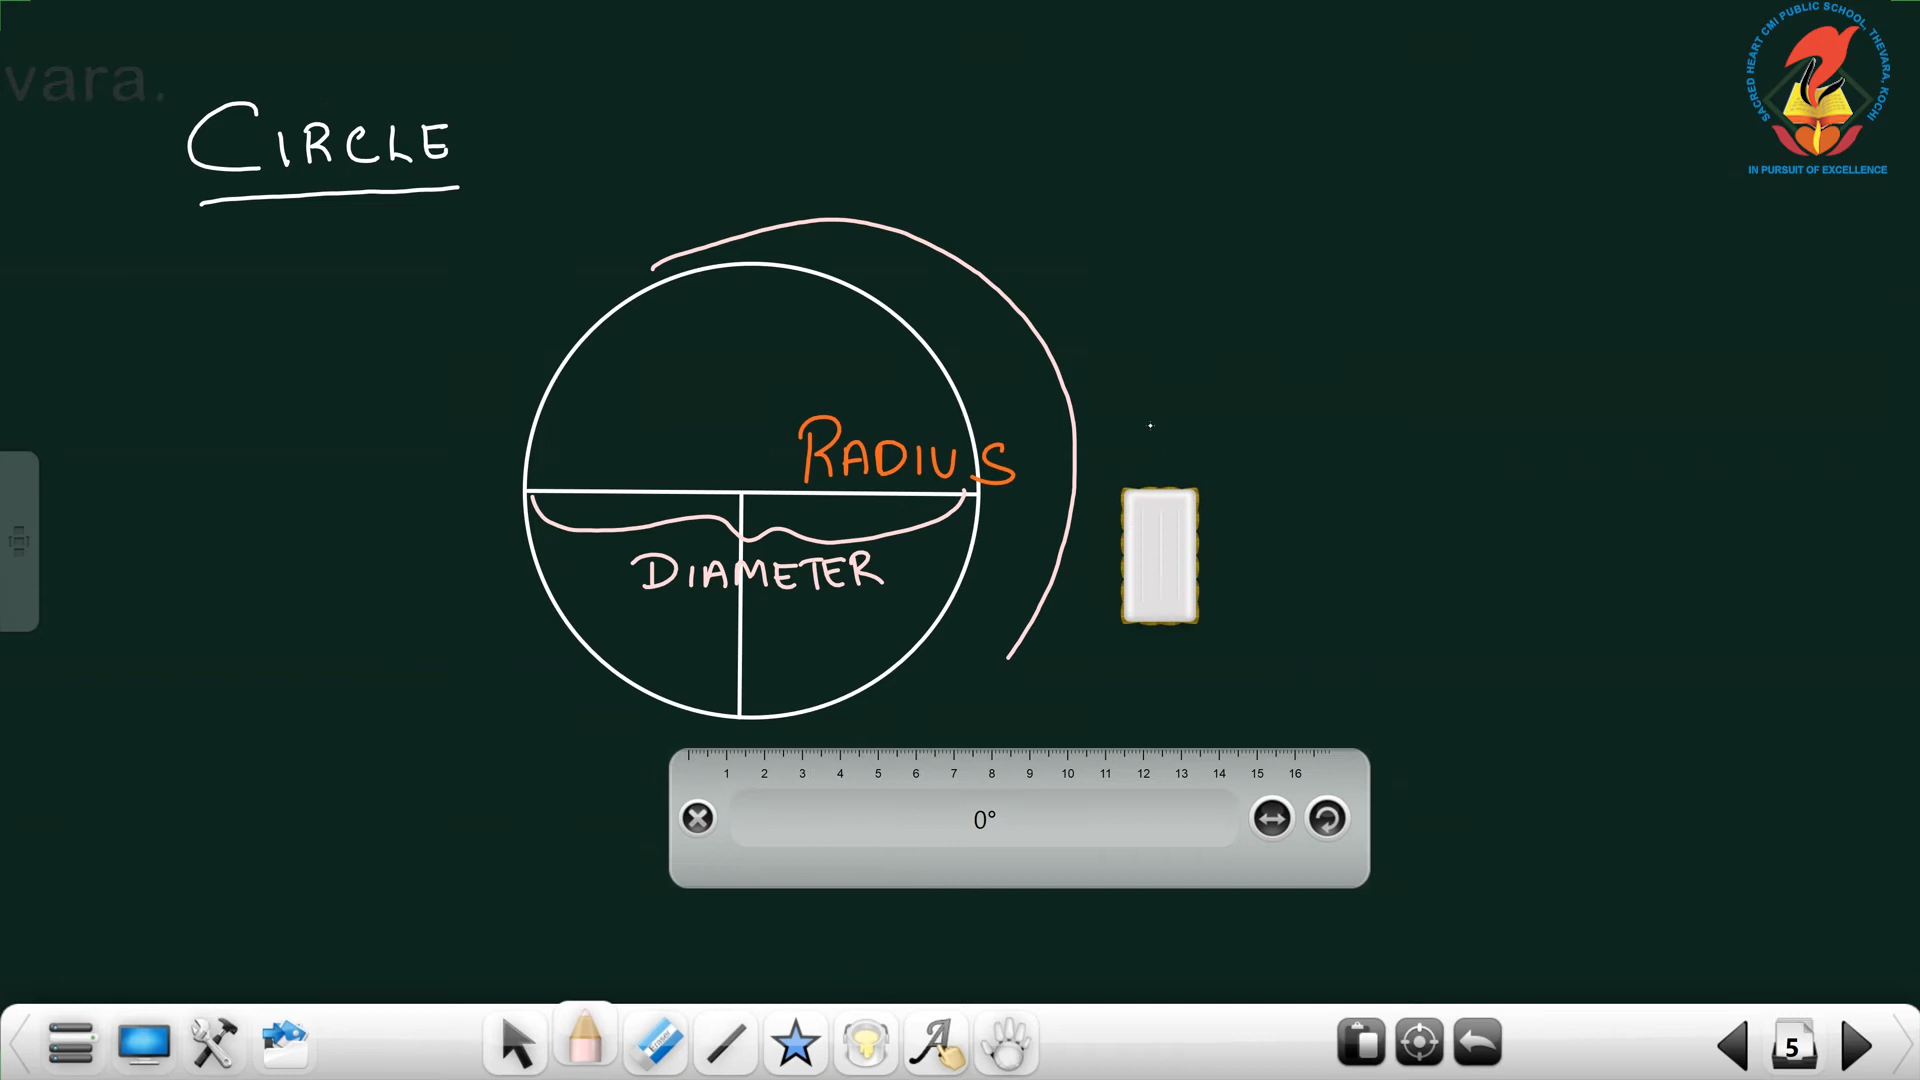 SACRED HEART CMI PUBLIC SCHOOL, THEVARA, KOCHI
IN PURSUIT OF EXCELLENCE
vara.
CIRCLE
RADIUS
DIAMETER
1 2 3 4 5 6 7 8 9 10 11 12 13 14 15 16
0°
Eraser
A
5